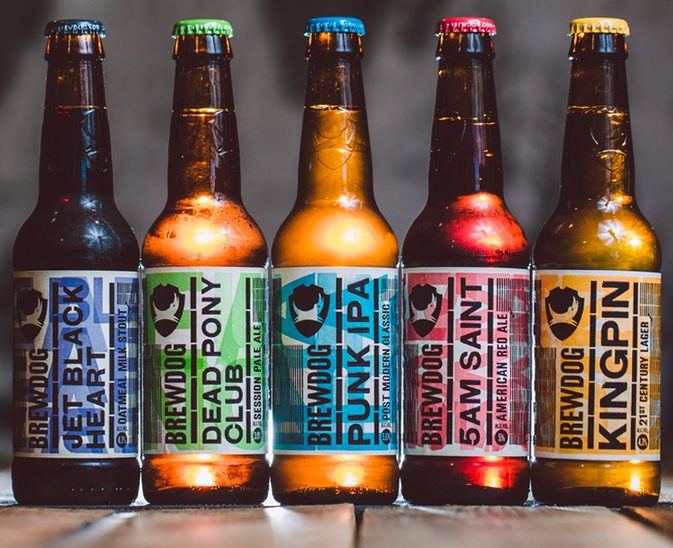 BREWDOG
JET BLACK
HEART
OATMEAL MILK STOUT
BREWDOG
DEAD PONY
CLUB
SESSION PALE ALE
BREWDOG
PUNK IPA
POST MODERN CLASSIC
BREWDOG
5AM SAINT
AMERICAN RED ALE
BREWDOG
KINGPIN
21ST CENTURY LAGER